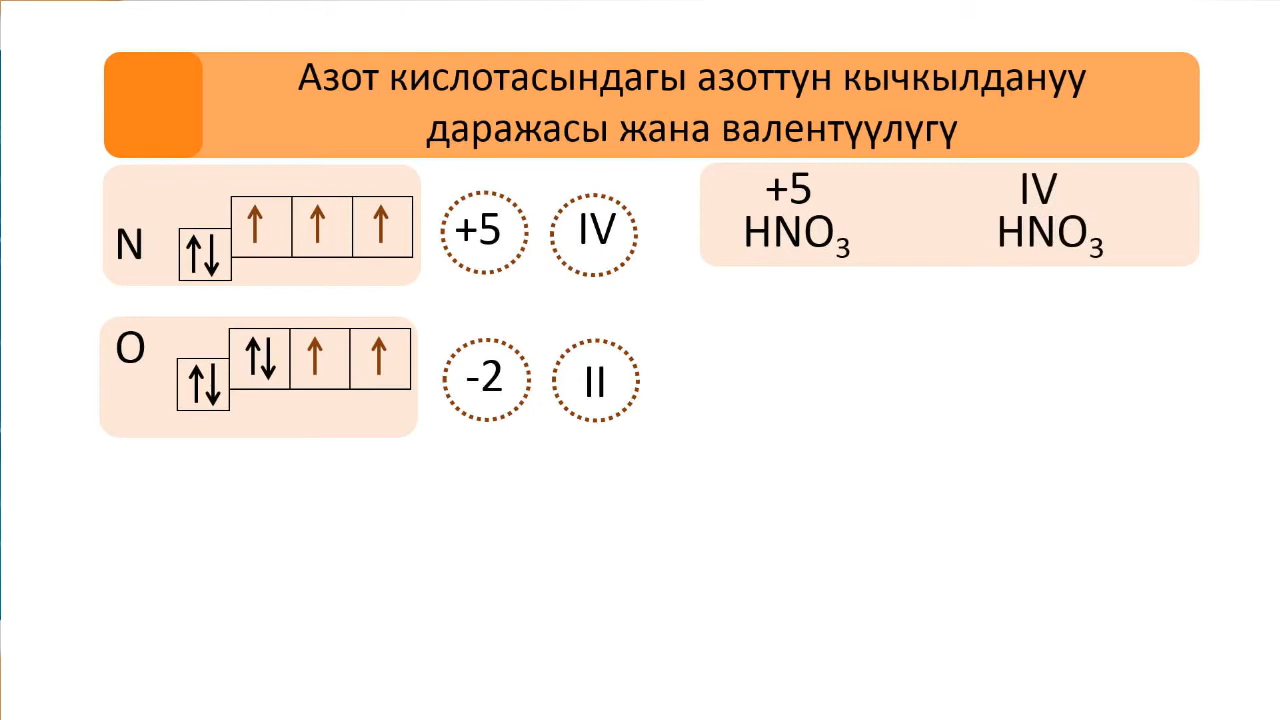 Азот кислотасындагы азоттун кычкылдануу
даражасы жана валентүүлүгү
N
+5
IV
+5
IV
HNO₃
HNO₃
O
-2
II